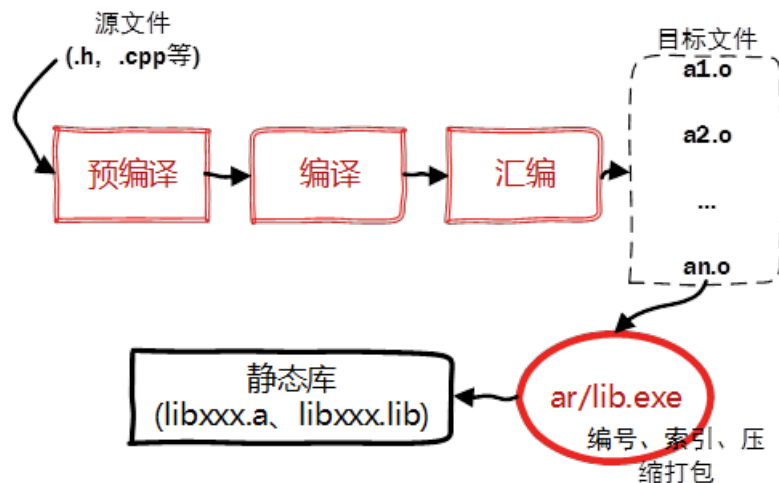 源文件
(.h，.cpp等)
目标文件
a1.o
a2.o
...
an.o
预编译
编译
汇编
ar/lib.exe
编号、索引、压
缩打包
静态库
(libxxx.a、libxxx.lib)